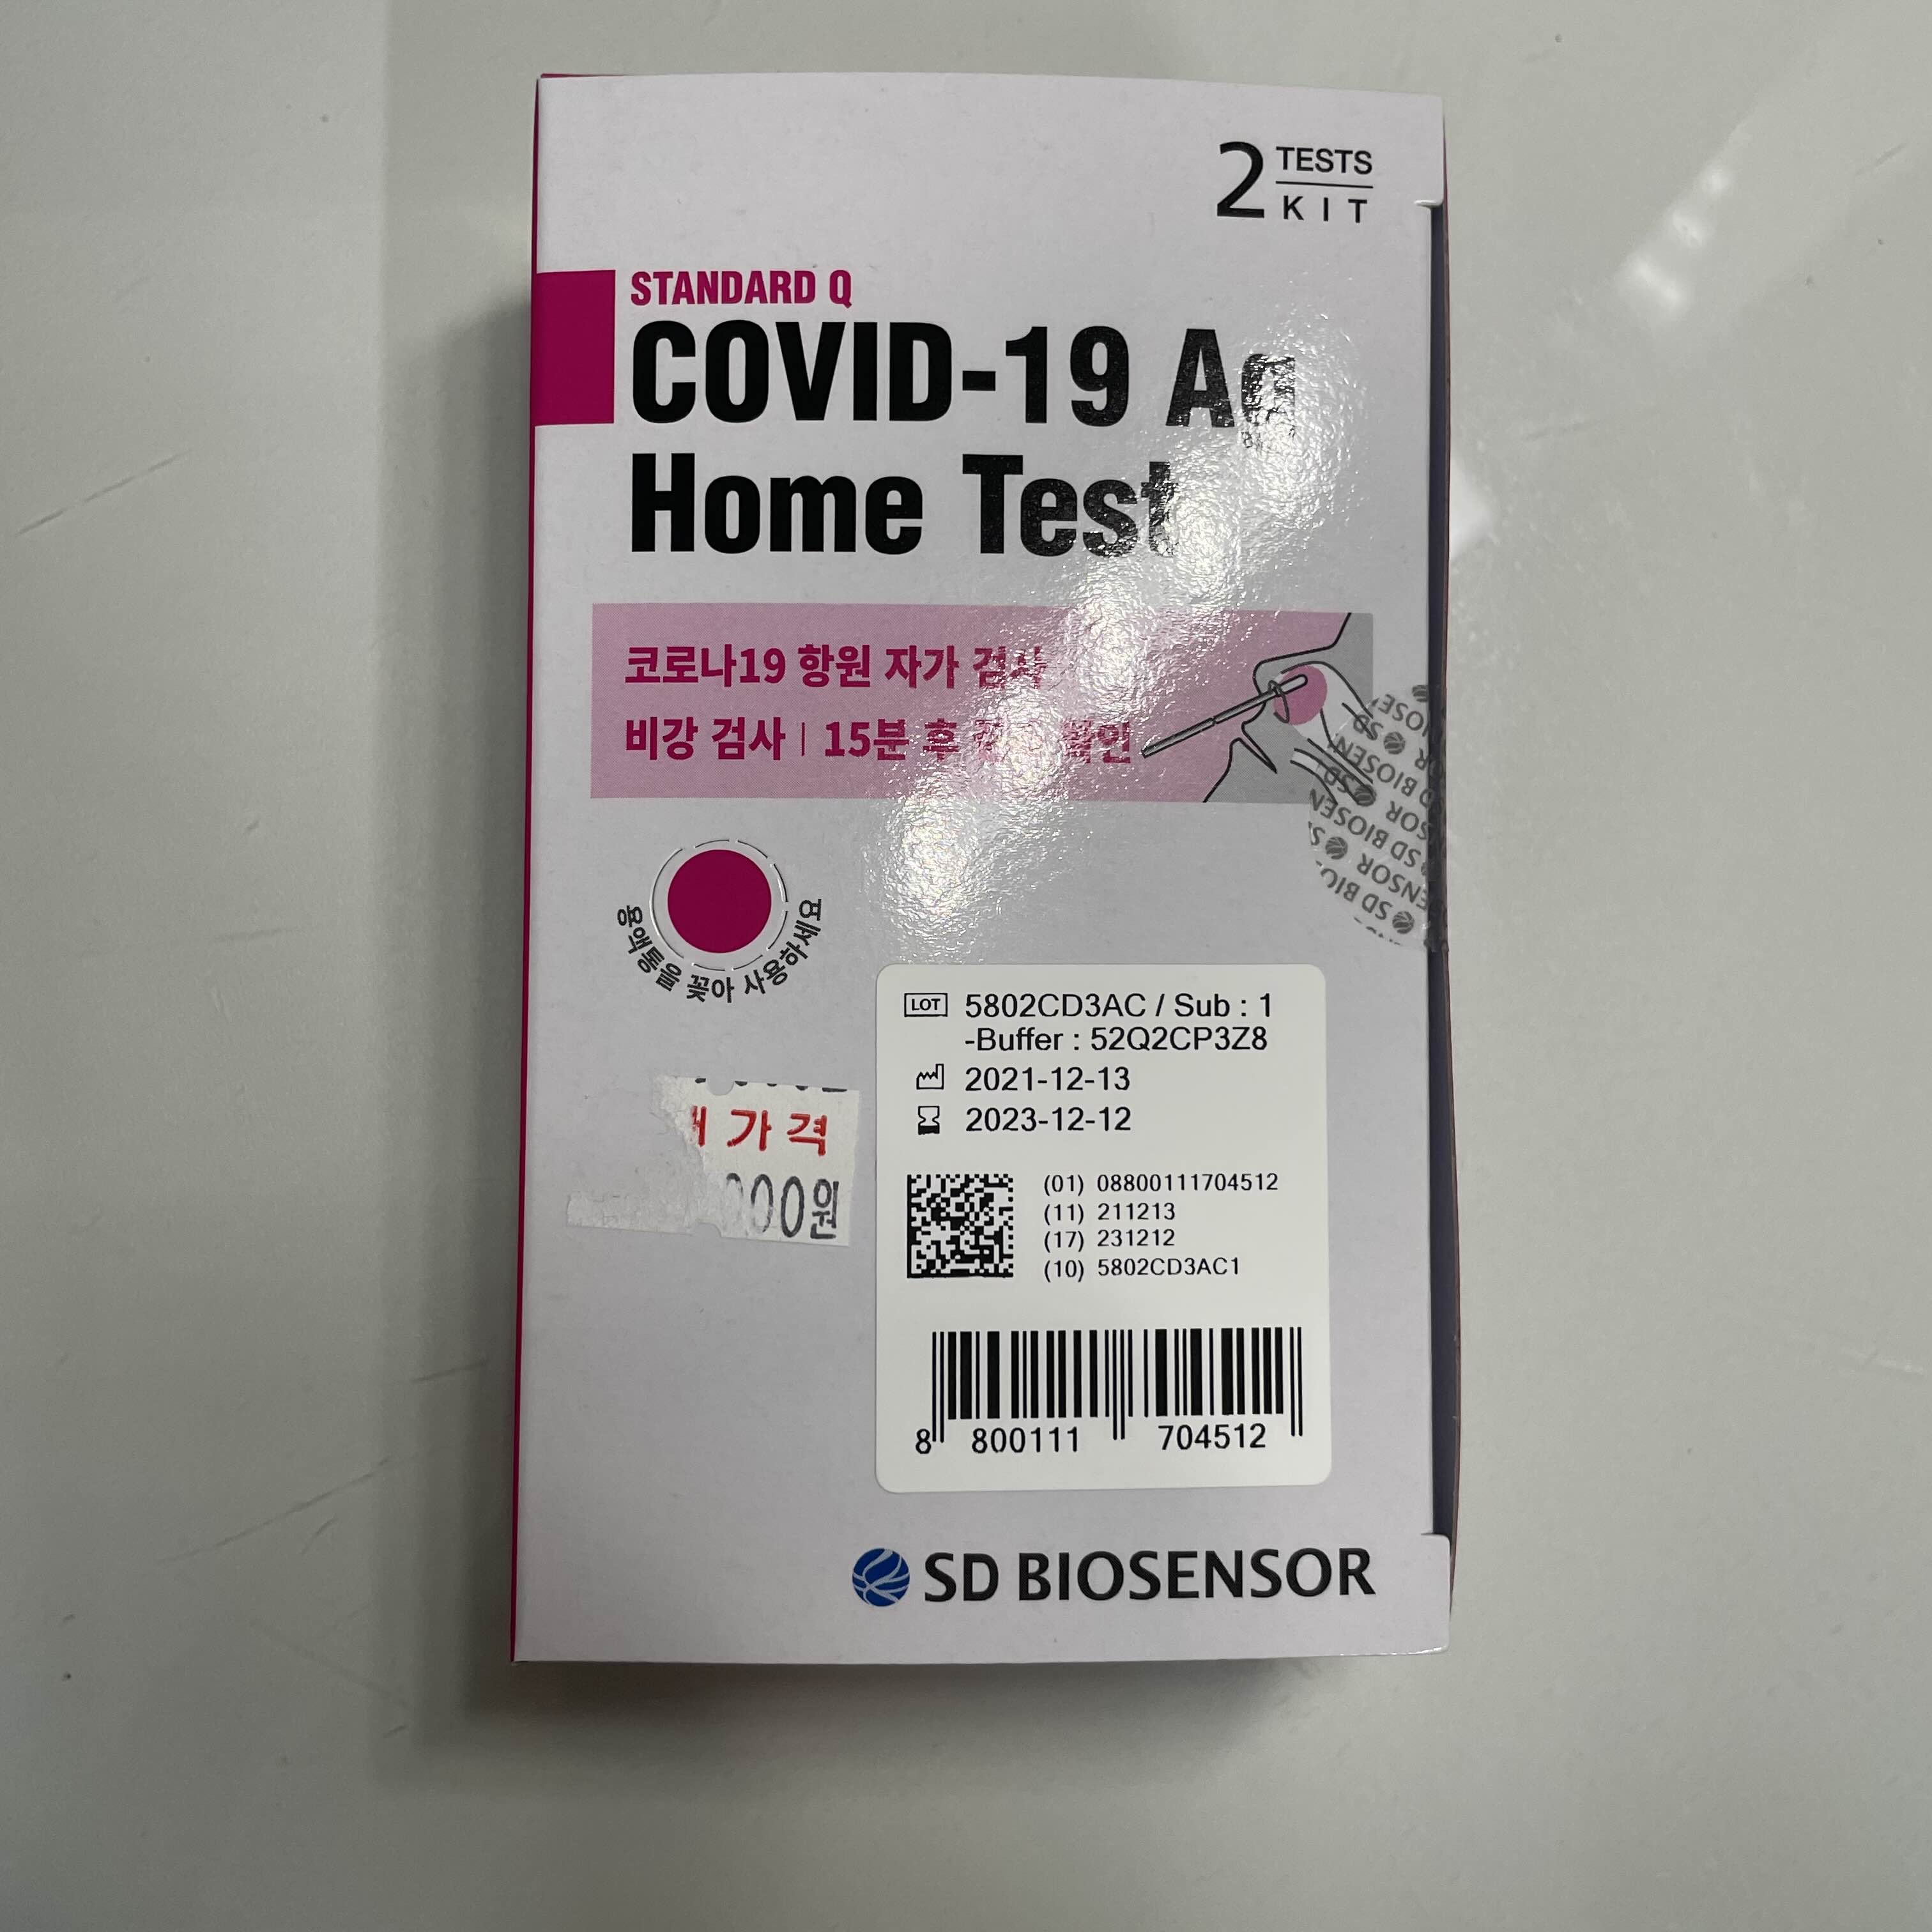 2 TESTS
KIT
STANDARD Q
COVID-19 Ag
Home Test
코로나19 항원 자가 검사
비강 검사 | 15분 후 확인
용액통을 꽂아 사용하세요
SD BIOSENSOR
LOT 5802CD3AC / Sub : 1
-Buffer : 52Q2CP3Z8
2021-12-13
2023-12-12
가격
00원
(01) 08800111704512
(11) 211213
(17) 231212
(10) 5802CD3AC1
8 800111 704512
SD BIOSENSOR